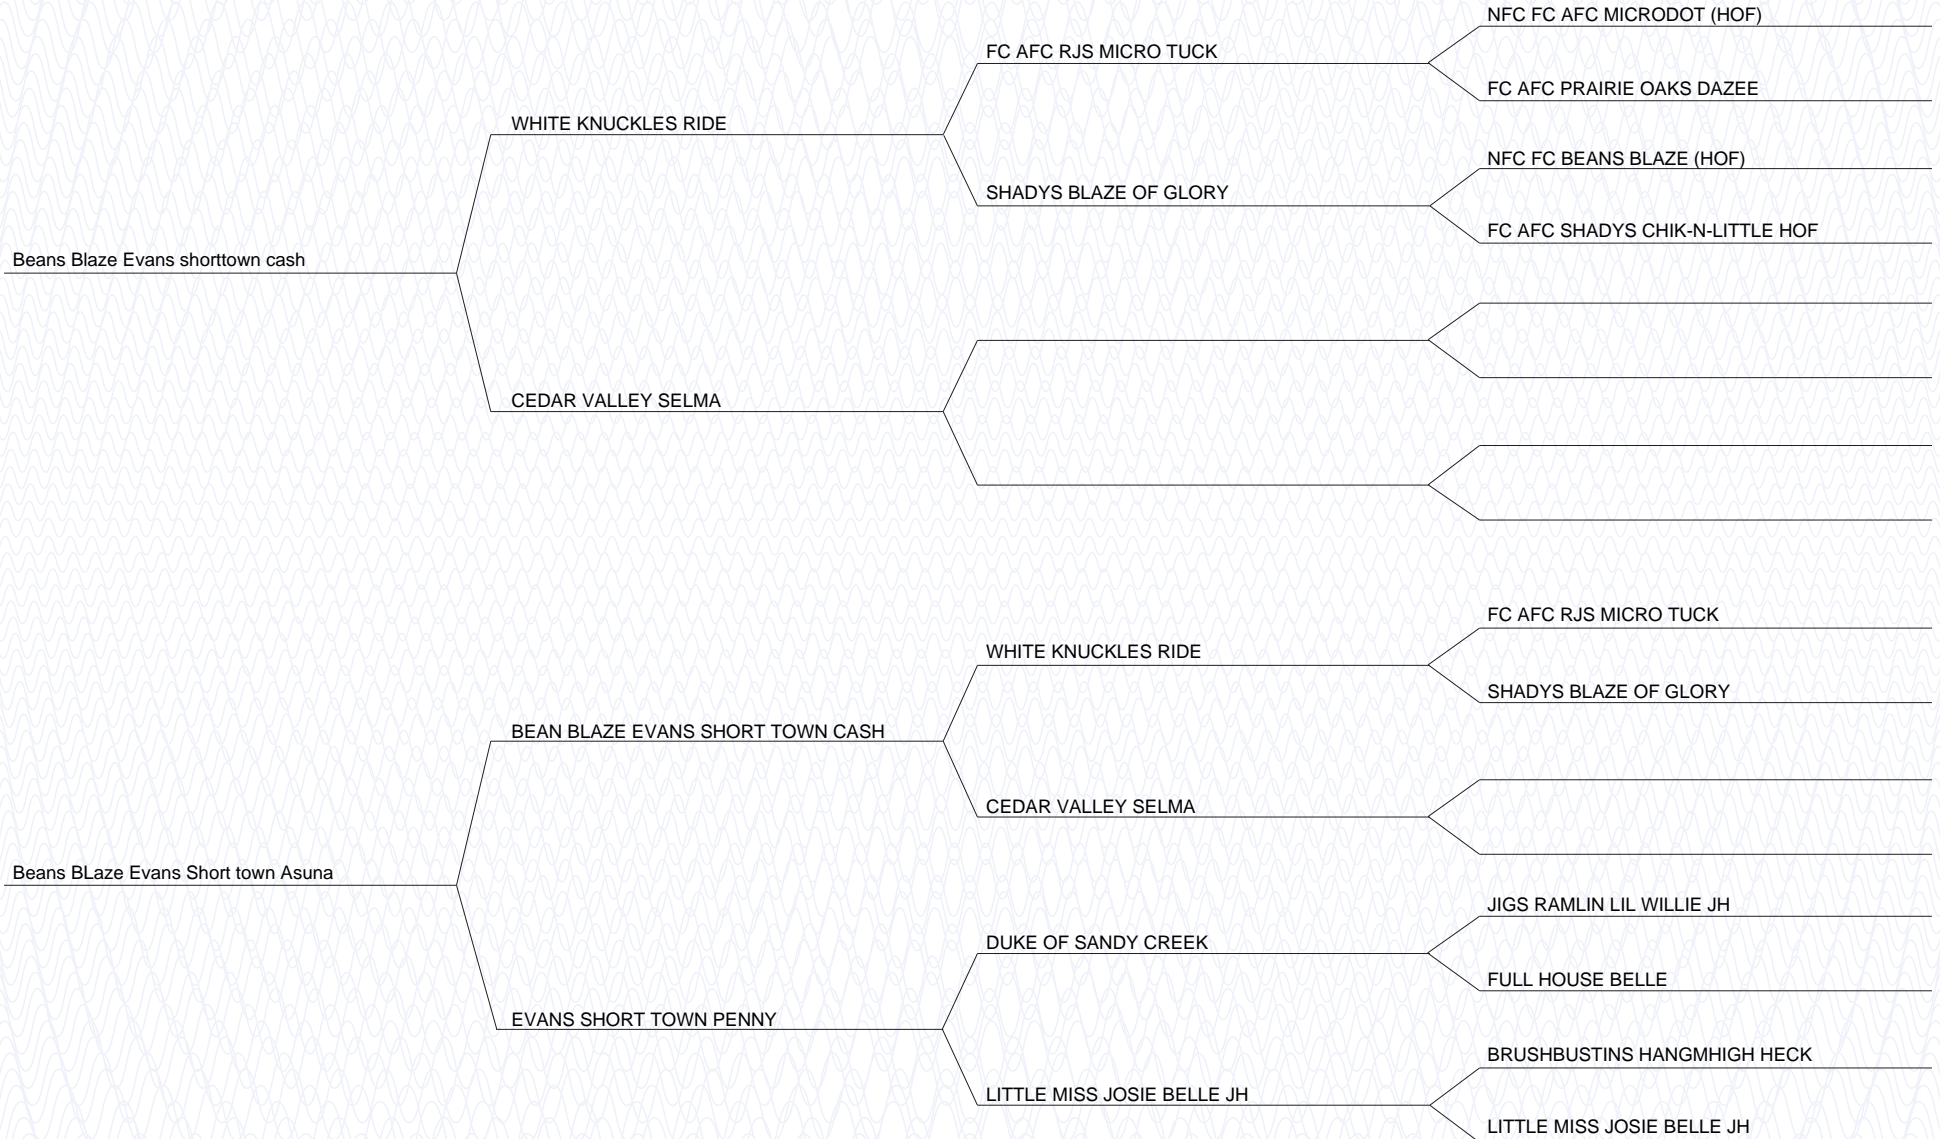 NFC FC AFC MICRODOT (HOF)
FC AFC RJS MICRO TUCK
FC AFC PRAIRIE OAKS DAZEE
WHITE KNUCKLES RIDE
NFC FC BEANS BLAZE (HOF)
SHADYS BLAZE OF GLORY
FC AFC SHADYS CHIK-N-LITTLE HOF
Beans Blaze Evans shorttown cash
CEDAR VALLEY SELMA
FC AFC RJS MICRO TUCK
WHITE KNUCKLES RIDE
SHADYS BLAZE OF GLORY
BEAN BLAZE EVANS SHORT TOWN CASH
CEDAR VALLEY SELMA
Beans BLaze Evans Short town Asuna
JIGS RAMLIN LIL WILLIE JH
DUKE OF SANDY CREEK
FULL HOUSE BELLE
EVANS SHORT TOWN PENNY
BRUSHBUSTINS HANGMHIGH HECK
LITTLE MISS JOSIE BELLE JH
LITTLE MISS JOSIE BELLE JH